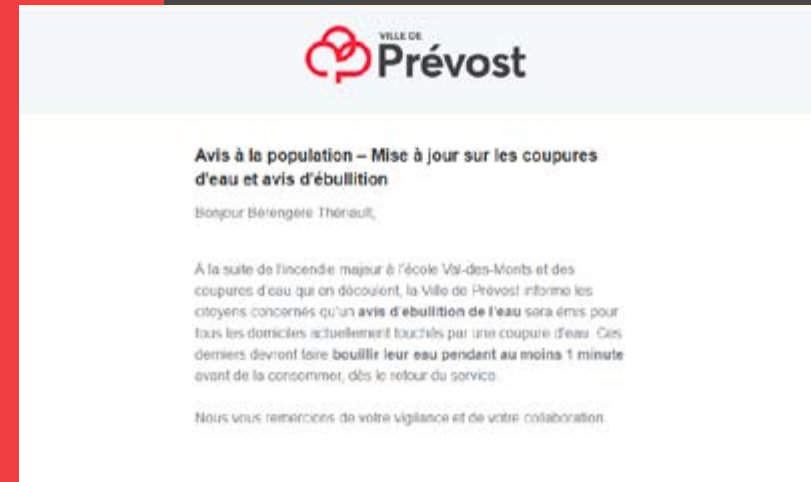 VILLE DE
Prévost
Avis à la population – Mise à jour sur les coupures
d'eau et avis d'ébullition
Bonjour Bérengère Thériault,
À la suite de l'incendie majeur à l'école Val-des-Monts et des
coupures d'eau qui en découlent, la Ville de Prévost informe les
citoyens concernés qu'un avis d'ébullition de l'eau sera émis pour
tous les domiciles actuellement touchés par une coupure d'eau. Ces
derniers devront faire bouillir leur eau pendant au moins 1 minute
avant de la consommer, dès le retour du service.
Nous vous remercions de votre vigilance et de votre collaboration.